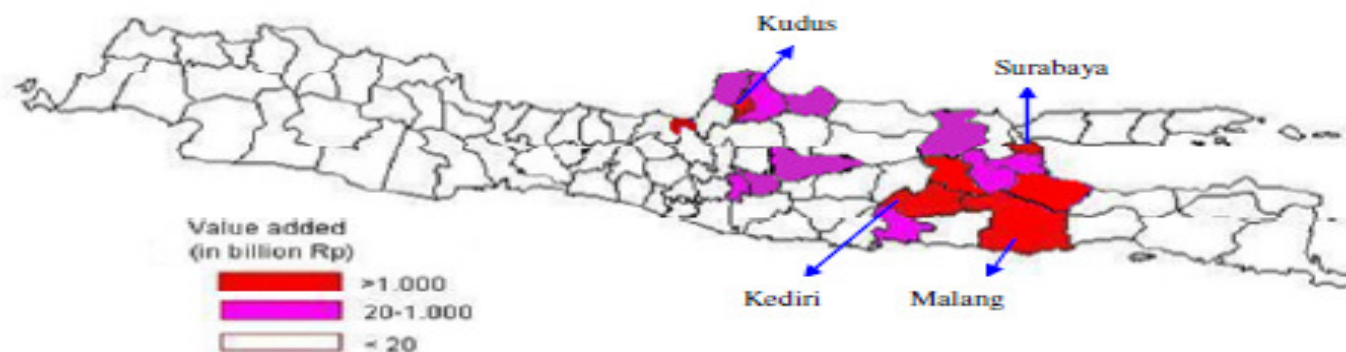 Kudus
Surabaya
Value added
(in billion Rp)
>1.000
20-1.000
< 20
Kediri
Malang